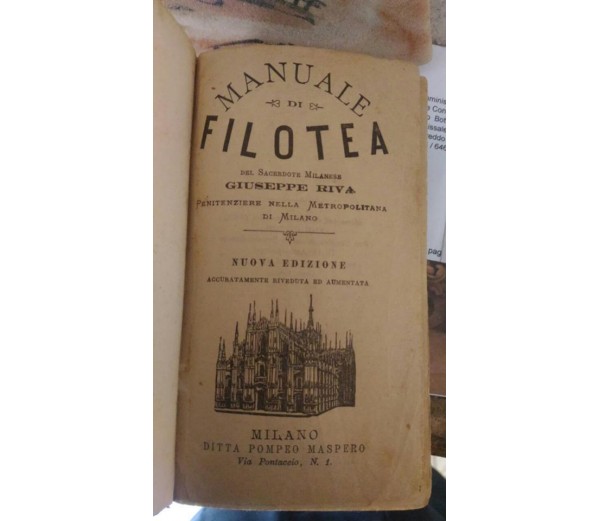 MANUALE
DI
FILOTEA
DEL SACERDOTE MILANESE
GIUSEPPE RIVA
PENITENZIERE NELLA METROPOLITANA
DI MILANO
NUOVA EDIZIONE
ACCURATAMENTE RIVEDUTA ED AUMENTATA
MILANO
DITTA POMPEO MASPERO
Via Pontaccio, N. 1.
pag